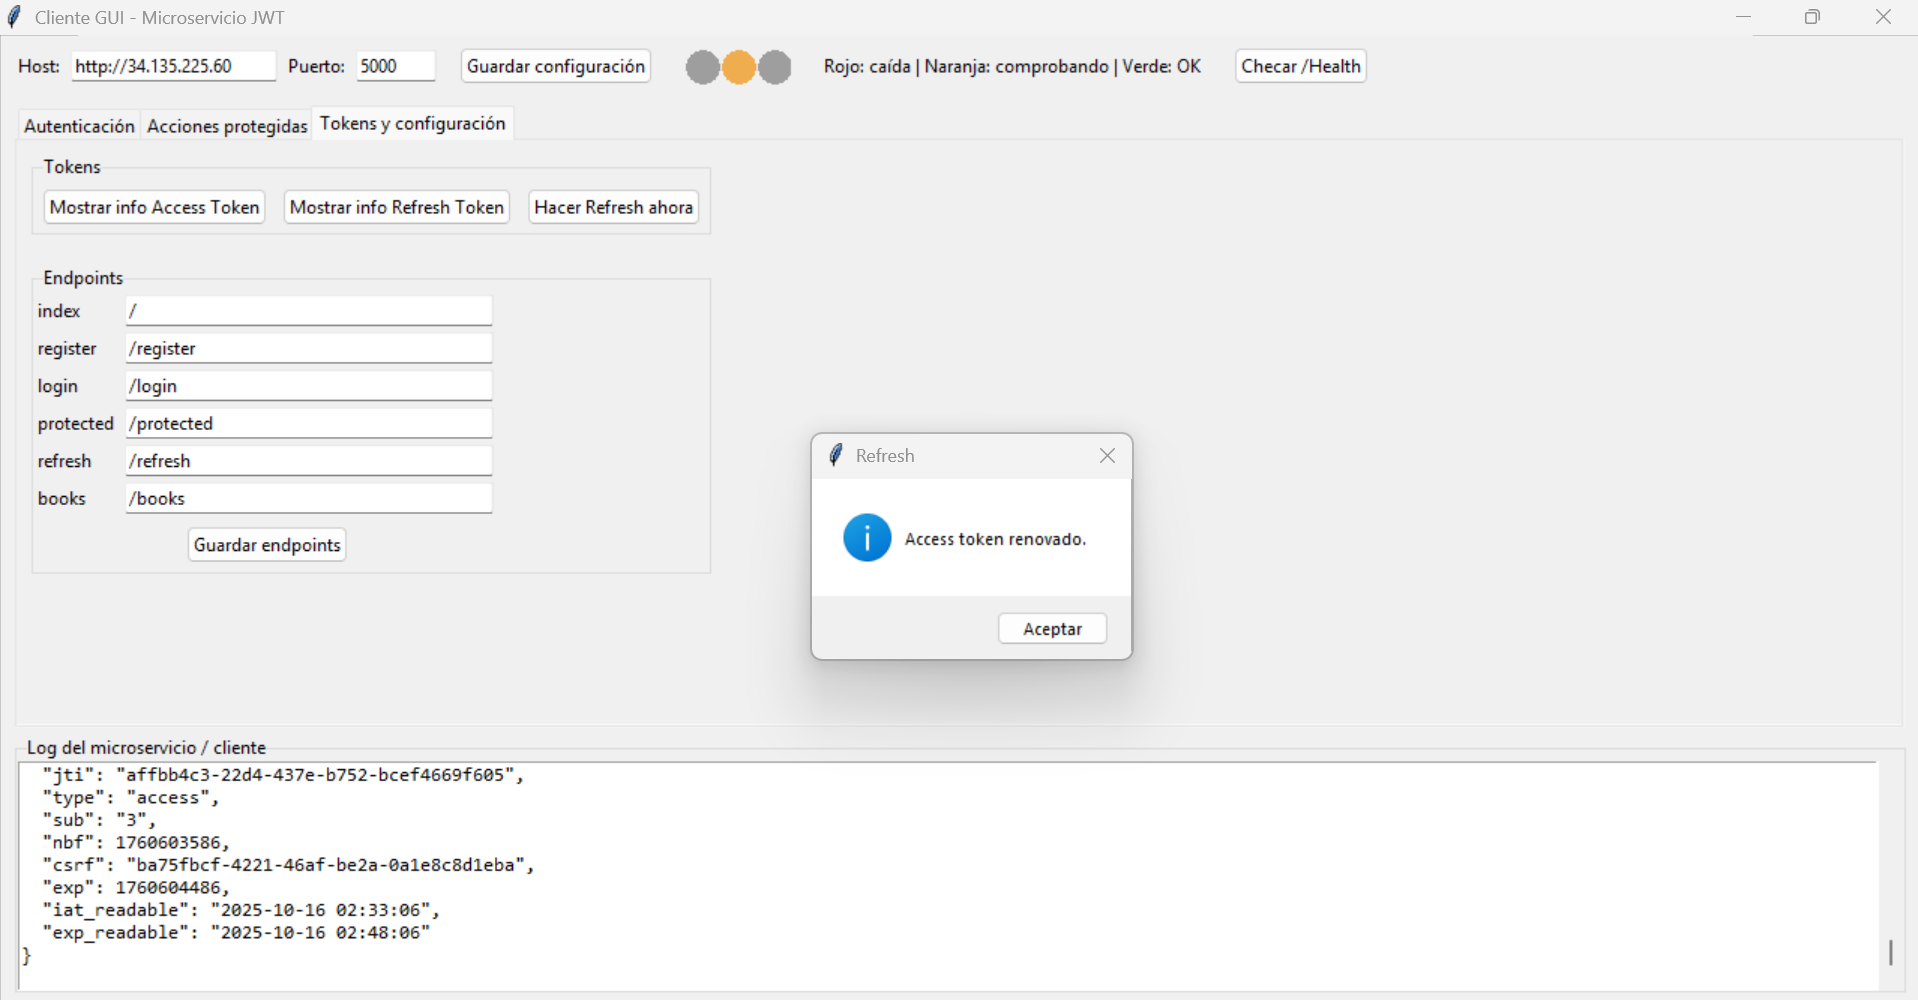 Cliente GUI - Microservicio JWT
Host: http://34.135.225.60 Puerto: 5000 Guardar configuración Rojo: caída | Naranja: comprobando | Verde: OK Checar /Health
Autenticación Acciones protegidas Tokens y configuración
Tokens
Mostrar info Access Token Mostrar info Refresh Token Hacer Refresh ahora
Endpoints
index /
register /register
login /login
protected /protected
refresh /refresh
books /books
Guardar endpoints
Refresh
Access token renovado.
Aceptar
Log del microservicio / cliente
"jti": "affbb4c3-22d4-437e-b752-bcef4669f605",
"type": "access",
"sub": "3",
"nbf": 1760603586,
"csrf": "ba75fbcf-4221-46af-be2a-0a1e8c8d1eba",
"exp": 1760604486,
"iat_readable": "2025-10-16 02:33:06",
"exp_readable": "2025-10-16 02:48:06"
}